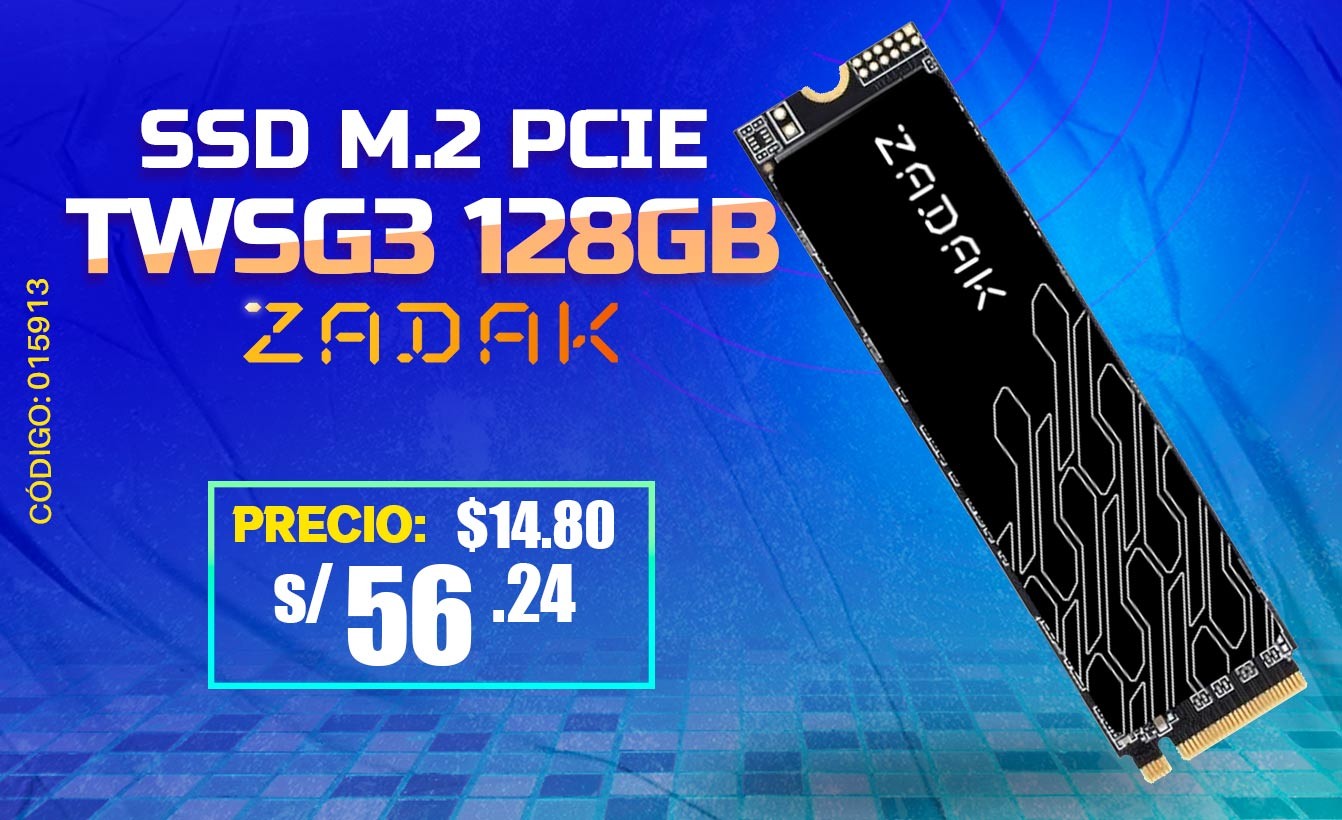 SSD M.2 PCIE
TWSG3 128GB
ZADAK
CÓDIGO: 015913
PRECIO: $14.80
s/ 56.24
ZADAK